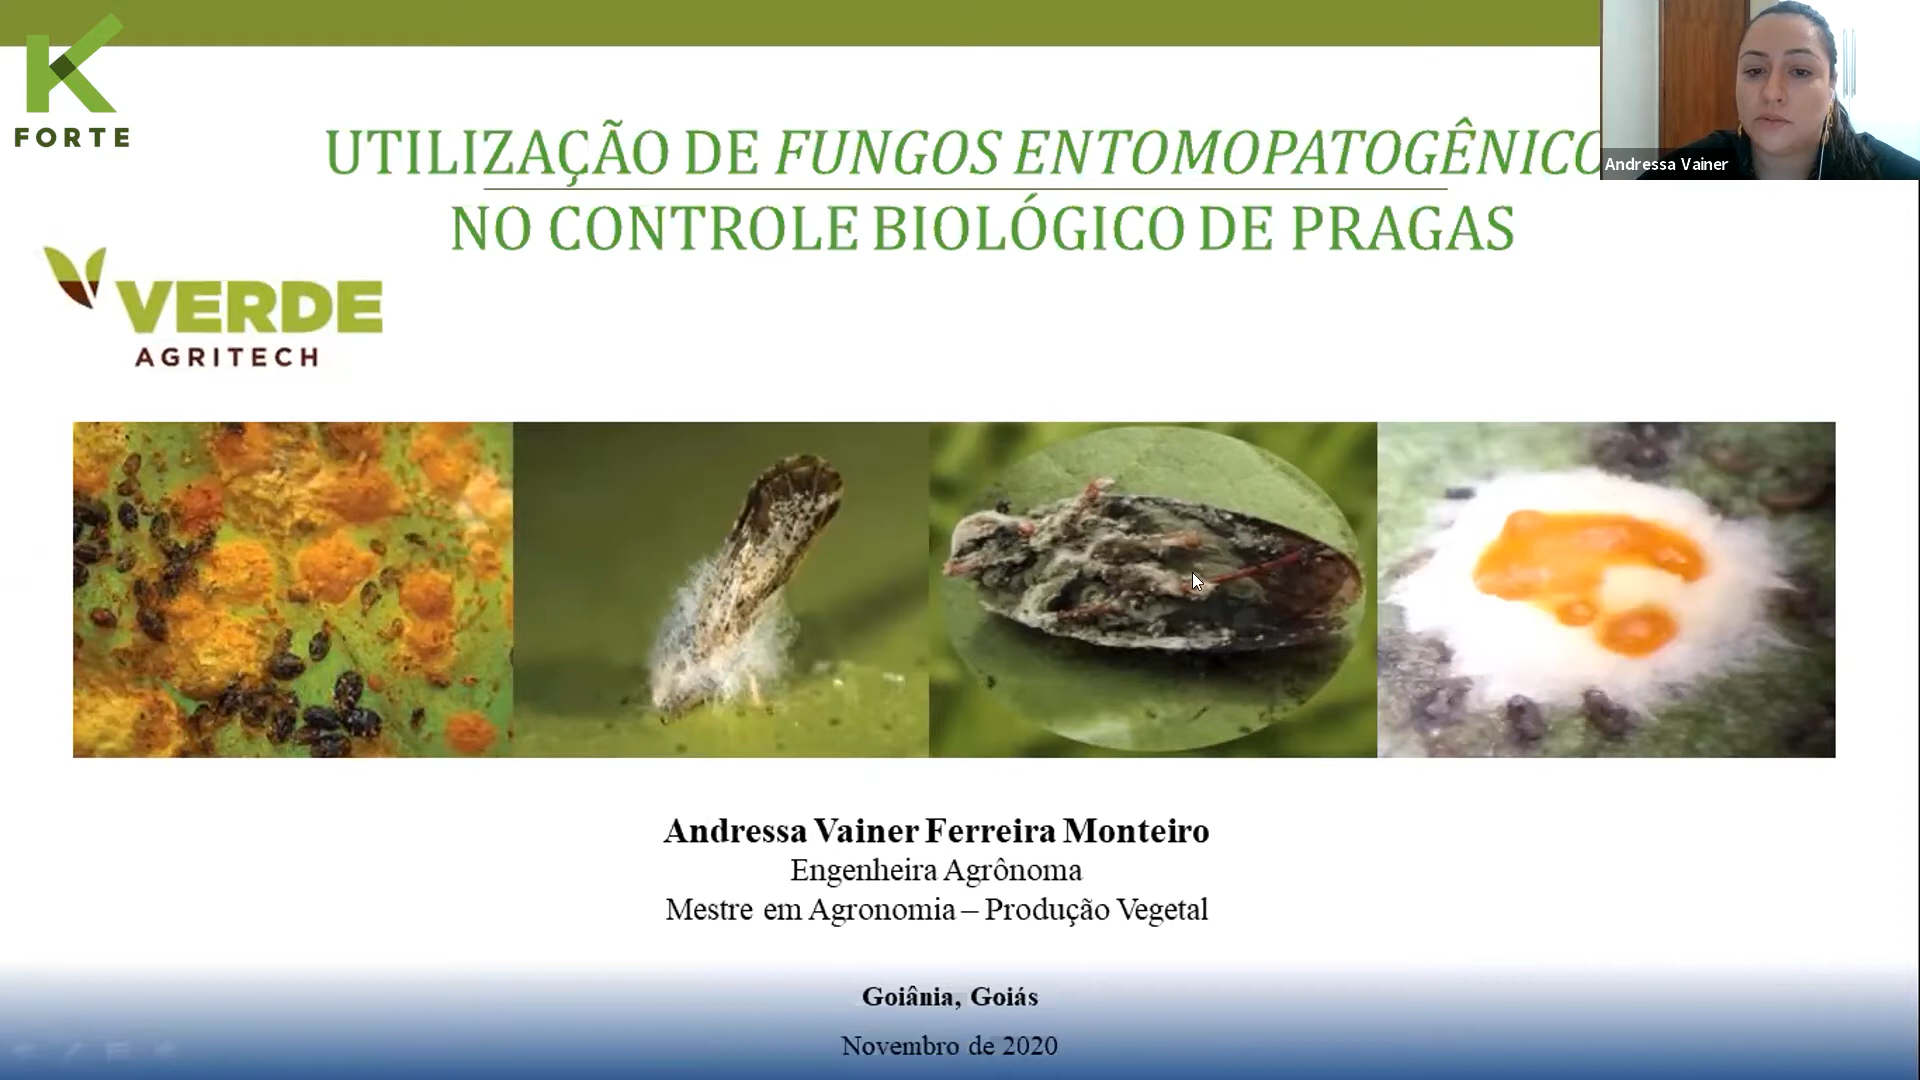 K
FORTE
UTILIZAÇÃO DE FUNGOS ENTOMOPATOGÊNICO
NO CONTROLE BIOLÓGICO DE PRAGAS
Andressa Vainer
VERDE
AGRITECH
Andressa Vainer Ferreira Monteiro
Engenheira Agrônoma
Mestre em Agronomia – Produção Vegetal
Goiânia, Goiás
Novembro de 2020